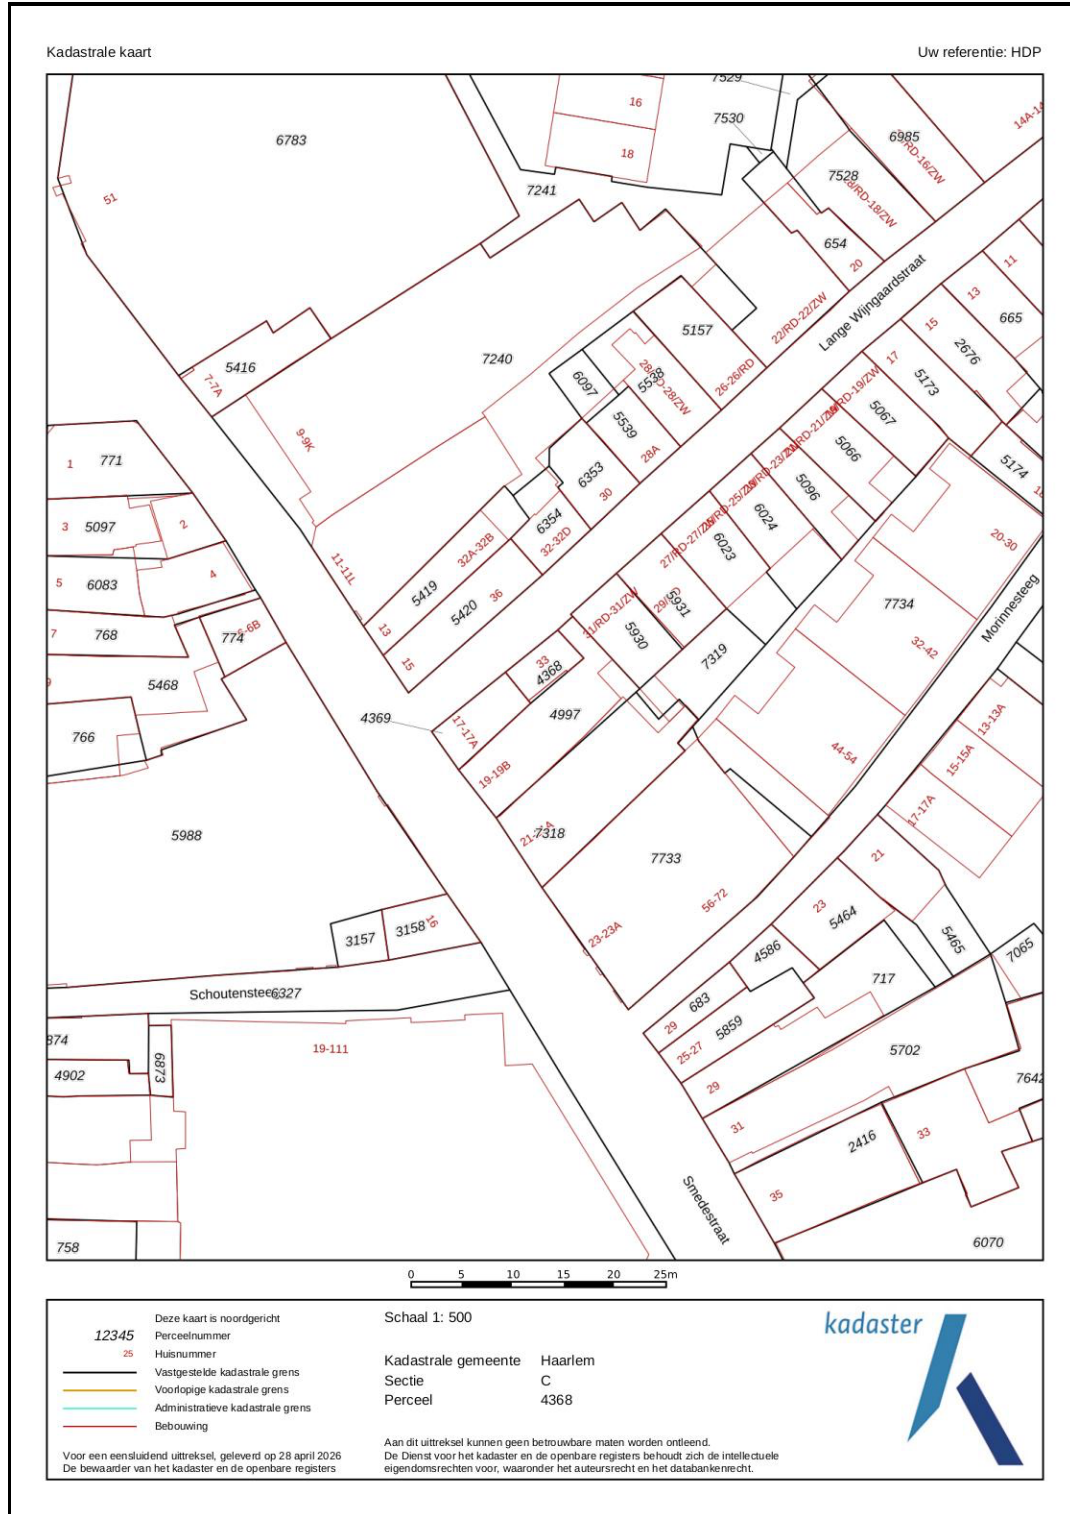 Kadastrale kaart
Uw referentie: HDP
7529
16
14A-14
7530
6985
6783
18
7528
7241
51
654
20
Lange Wijngaardstraat
11
13
22/RD-22/ZW
665
15
5157
2676
7240
17
5416
7-7A
5538
26-26/RD
5173
6097
28/RD-28/ZW
5067
5539
9-9K
5066
28A
1
771
6353
5174
30
5096
2
6354
6024
3
5097
32A-32B
32-32D
20-30
6023
11-11L
4
5
6083
5419
36
5931
7734
5420
Morinnesteeg
31/RD-31/ZW
7
768
774
13
5930
32-42
15
33
4368
7319
5468
4369
4997
17-17A
13-13A
766
44-54
15-15A
19-19B
17-17A
5988
7318
7733
21
56-72
23
16
3158
5464
3157
23-23A
5465
4586
7065
717
Schoutensteeg
6327
683
29
5859
874
19-111
25-27
5702
6873
4902
29
7642
31
33
2416
35
Smedestraat
758
6070
0 5 10 15 20 25m
Deze kaart is noordgericht
12345 Perceelnummer
25 Huisnummer
Vastgestelde kadastrale grens
Voorlopige kadastrale grens
Administratieve kadastrale grens
Bebouwing
Voor een eensluidend uittreksel, geleverd op 28 april 2026
De bewaarder van het kadaster en de openbare registers
Schaal 1: 500
Kadastrale gemeente Haarlem
Sectie C
Perceel 4368
Aan dit uittreksel kunnen geen betrouwbare maten worden ontleend.
De Dienst voor het kadaster en de openbare registers behoudt zich de intellectuele
eigendomsrechten voor, waaronder het auteursrecht en het databankenrecht.
kadaster